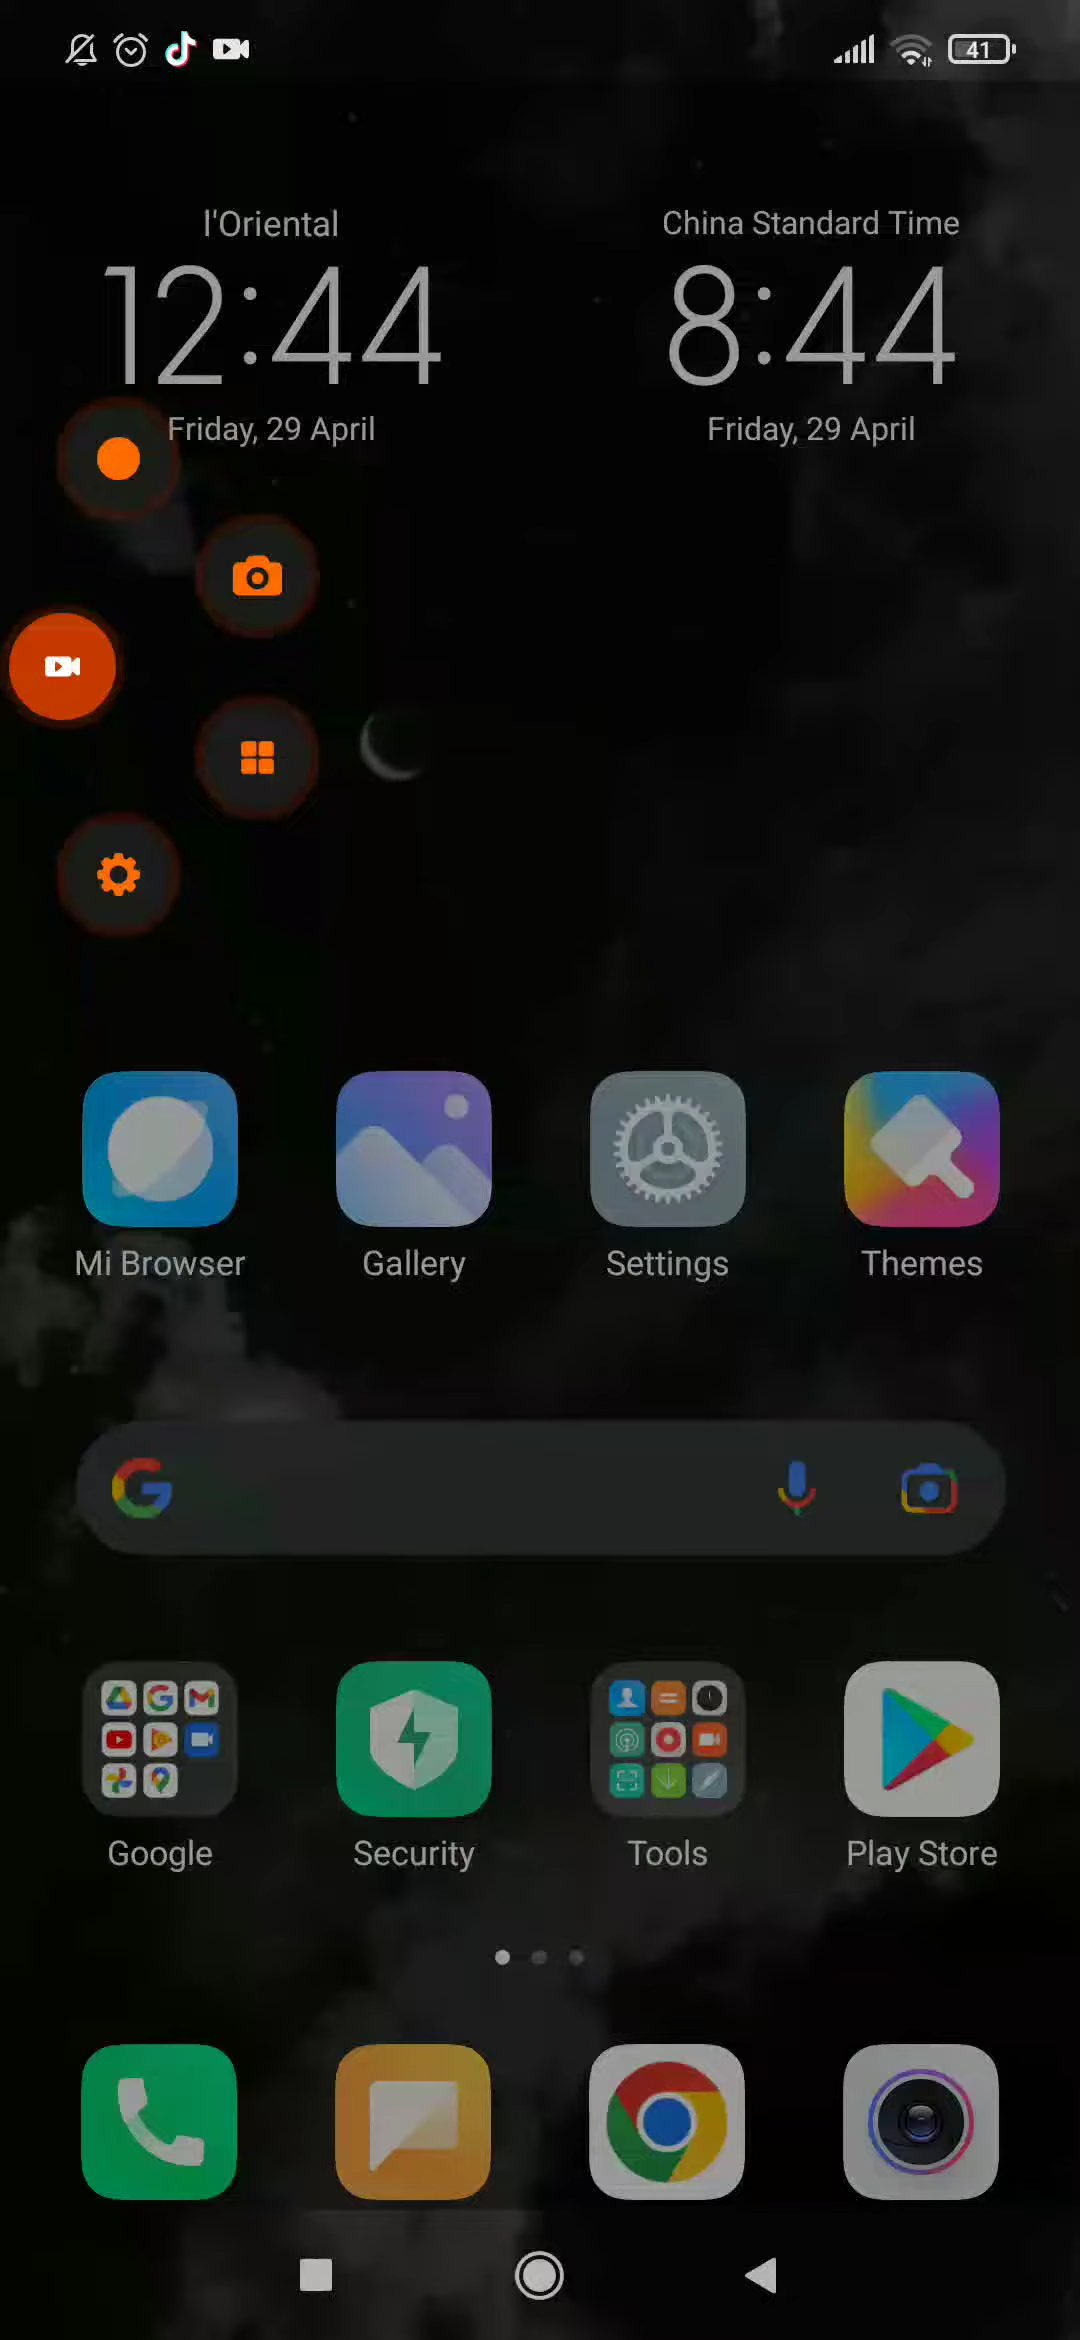 41
l'Oriental
12:44
Friday, 29 April
China Standard Time
8:44
Friday, 29 April
Mi Browser
Gallery
Settings
Themes
Google
Security
Tools
Play Store